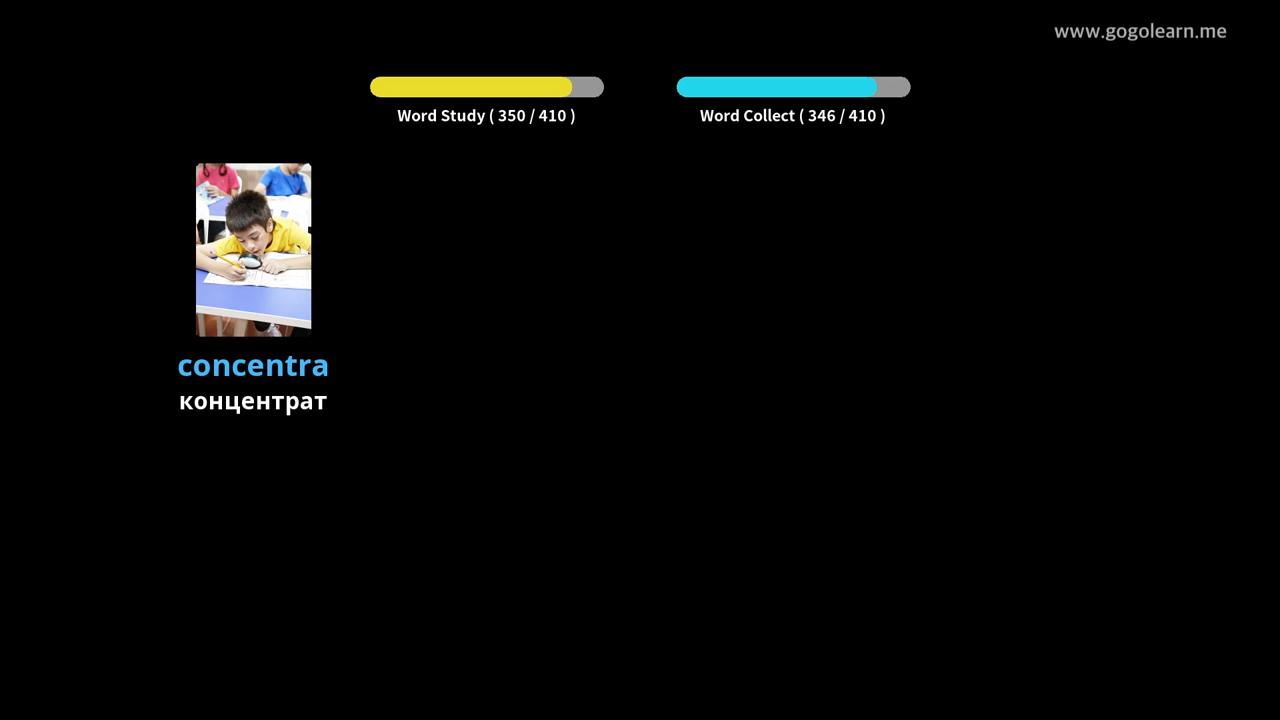 www.gogolearn.me
Word Study ( 350 / 410 )
Word Collect ( 346 / 410 )
concentra
концентрат